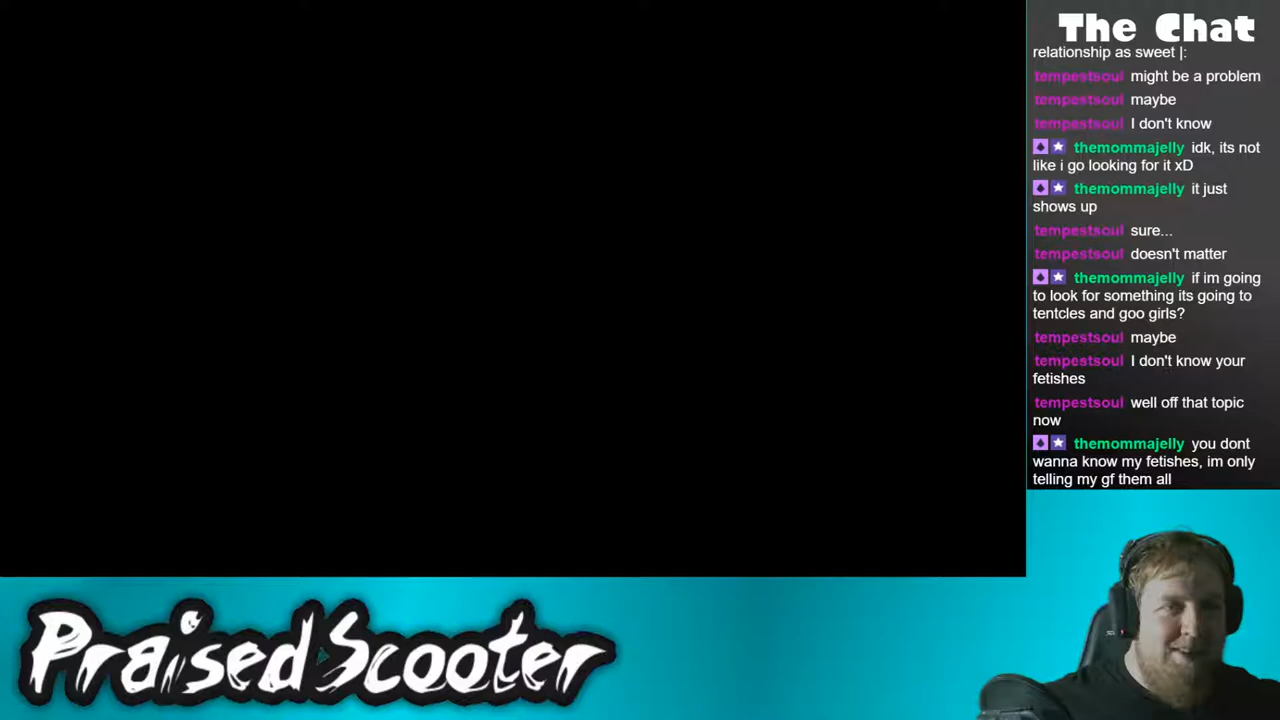 The Chat
relationship as sweet |:
tempestsoul might be a problem
tempestsoul maybe
tempestsoul I don't know
themommajelly idk, its not
like i go looking for it xD
themommajelly it just
shows up
tempestsoul sure...
tempestsoul doesn't matter
themommajelly if im going
to look for something its going to
tentcles and goo girls?
tempestsoul maybe
tempestsoul I don't know your
fetishes
tempestsoul well off that topic
now
themommajelly you dont
wanna know my fetishes, im only
telling my gf them all
PraisedScooter